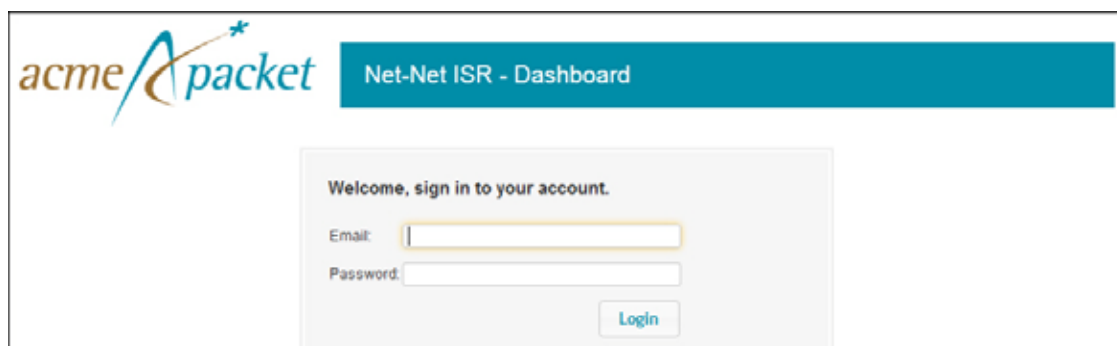 acme packet
Net-Net ISR - Dashboard
Welcome, sign in to your account.
Email:
Password:
Login